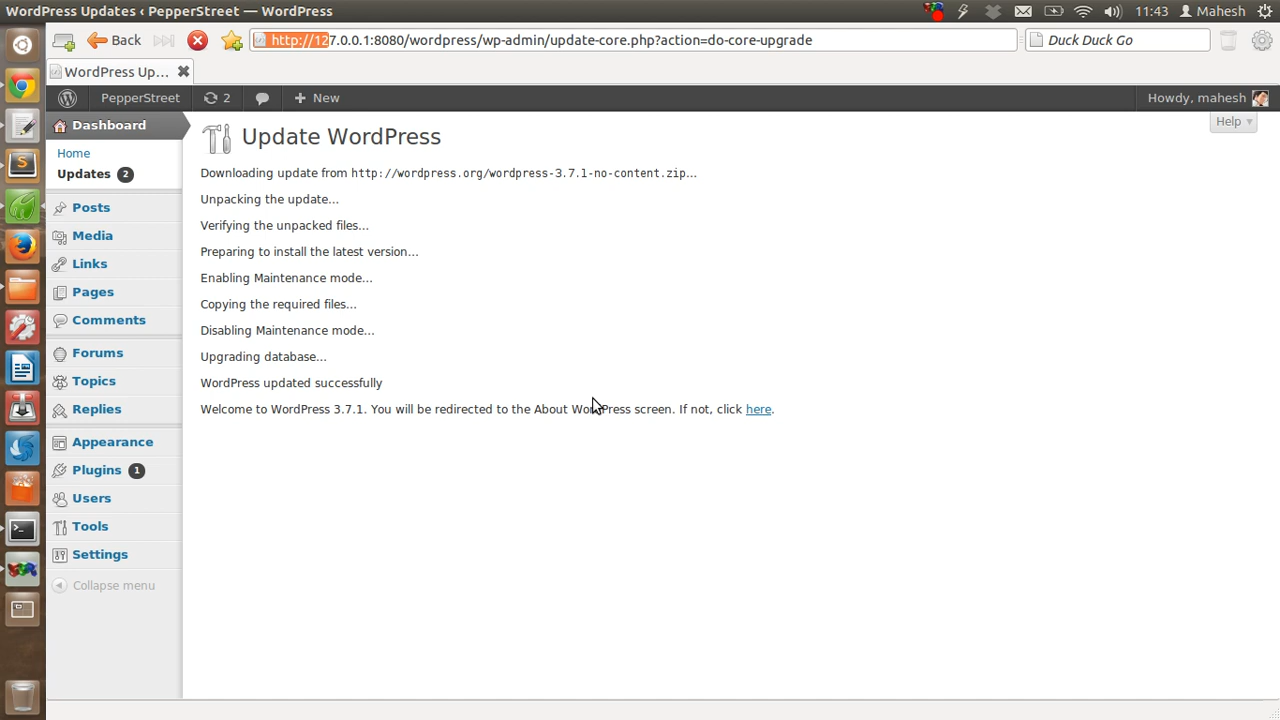 WordPress Updates ‹ PepperStreet — WordPress
11:43
Mahesh
Back
http://127.0.0.1:8080/wordpress/wp-admin/update-core.php?action=do-core-upgrade
Duck Duck Go
WordPress Up...
PepperStreet
2
New
Howdy, mahesh
Dashboard
Home
Updates 2
Posts
Media
Links
Pages
Comments
Forums
Topics
Replies
Appearance
Plugins 1
Users
Tools
Settings
Collapse menu
Help
Update WordPress
Downloading update from http://wordpress.org/wordpress-3.7.1-no-content.zip…
Unpacking the update…
Verifying the unpacked files…
Preparing to install the latest version…
Enabling Maintenance mode…
Copying the required files…
Disabling Maintenance mode…
Upgrading database…
WordPress updated successfully
Welcome to WordPress 3.7.1. You will be redirected to the About WordPress screen. If not, click here.